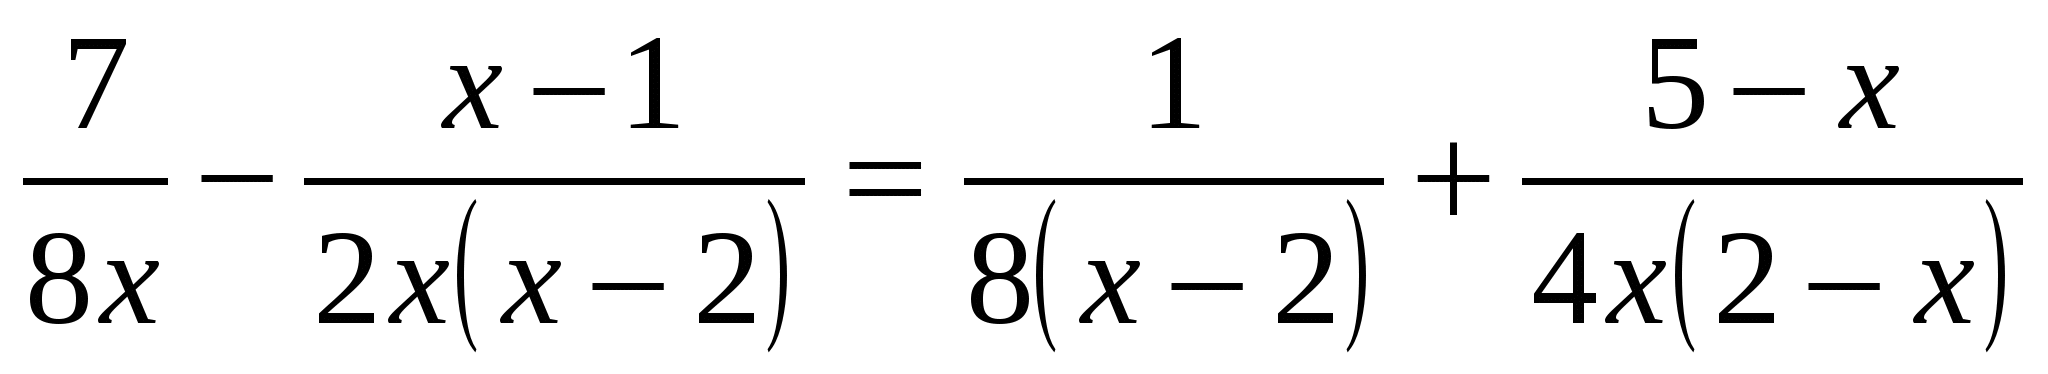 7/(8x) − (x − 1)/(2x(x − 2)) = 1/(8(x − 2)) + (5 − x)/(4x(2 − x))